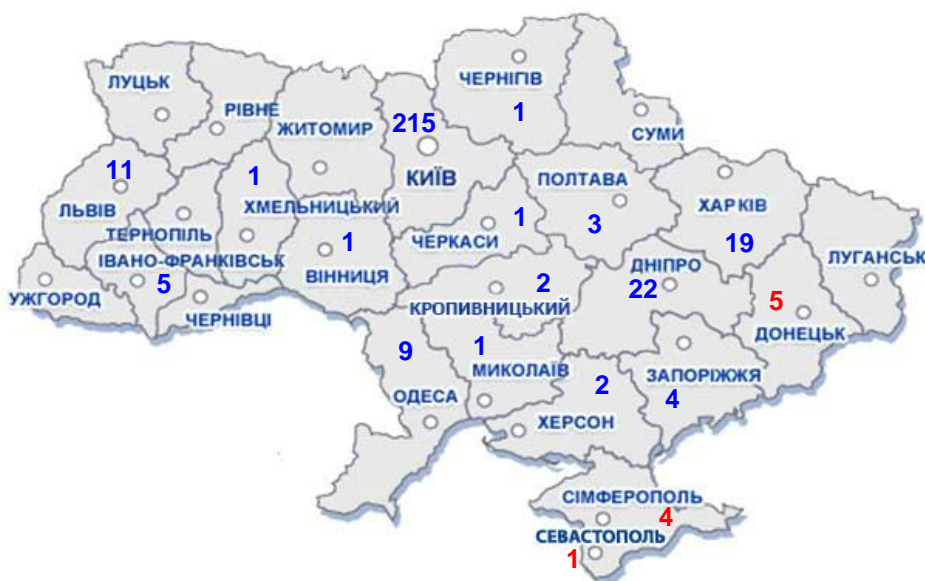 ЧЕРНІГІВ
1
ЛУЦЬК
РІВНЕ
ЖИТОМИР
215
СУМИ
11
1
КИЇВ
ПОЛТАВА
ХАРКІВ
ЛЬВІВ
ХМЕЛЬНИЦЬКИЙ
ТЕРНОПІЛЬ
1
ЧЕРКАСИ
1
3
19
ІВАНО-ФРАНКІВСЬК
5
ВІННИЦЯ
ДНІПРО
22
ЛУГАНСЬК
УЖГОРОД
ЧЕРНІВЦІ
2
КРОПИВНИЦЬКИЙ
5
ДОНЕЦЬК
9
1
МИКОЛАЇВ
ЗАПОРІЖЖЯ
4
ОДЕСА
2
ХЕРСОН
СІМФЕРОПОЛЬ
4
СЕВАСТОПОЛЬ
1